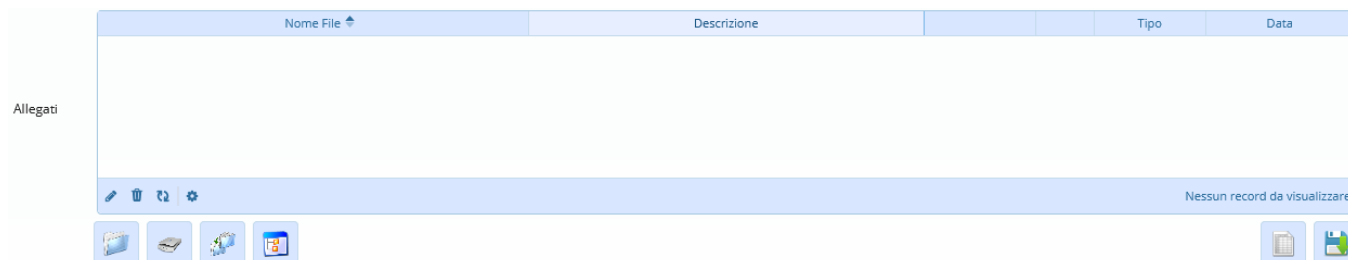 Nome File Descrizione Tipo Data
Allegati
Nessun record da visualizzare